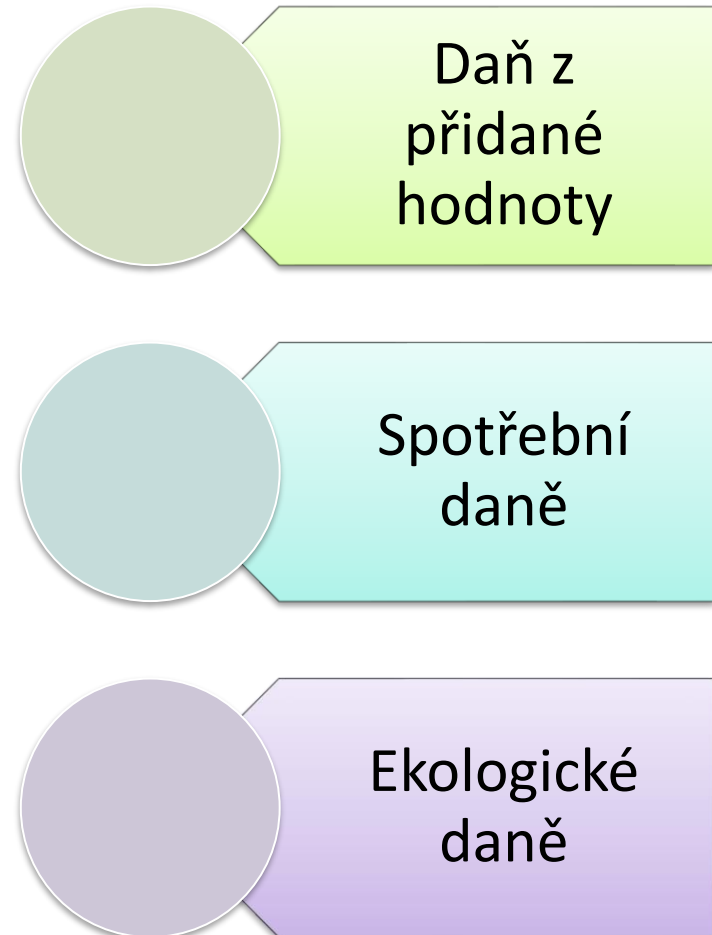 Daň z
přidané
hodnoty
Spotřební
daně
Ekologické
daně